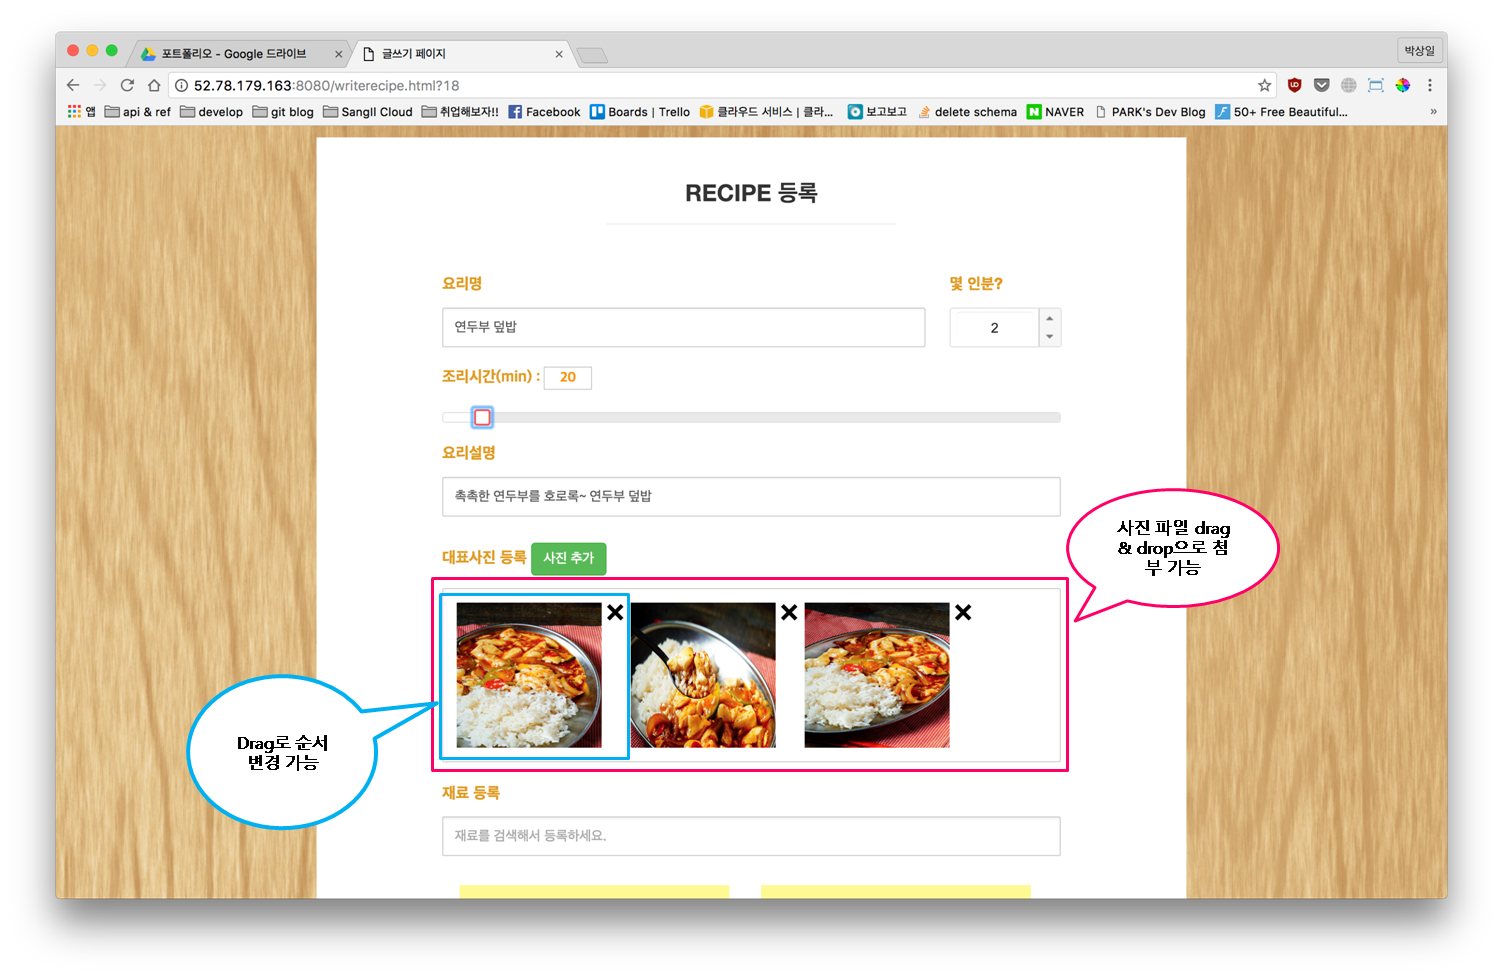 포트폴리오 - Google 드라이브
글쓰기 페이지
박상일
52.78.179.163:8080/writerecipe.html?18
앱 api & ref develop git blog SangIl Cloud 취업해보자!! Facebook Boards | Trello 클라우드 서비스 | 클라... 보고보고 delete schema NAVER PARK's Dev Blog 50+ Free Beautiful... »
RECIPE 등록
요리명
몇 인분?
연두부 덮밥
2
조리시간(min) : 20
요리설명
촉촉한 연두부를 호로록~ 연두부 덮밥
사진 파일 drag
& drop으로 첨
부 가능
대표사진 등록 사진 추가
Drag로 순서
변경 가능
재료 등록
재료를 검색해서 등록하세요.